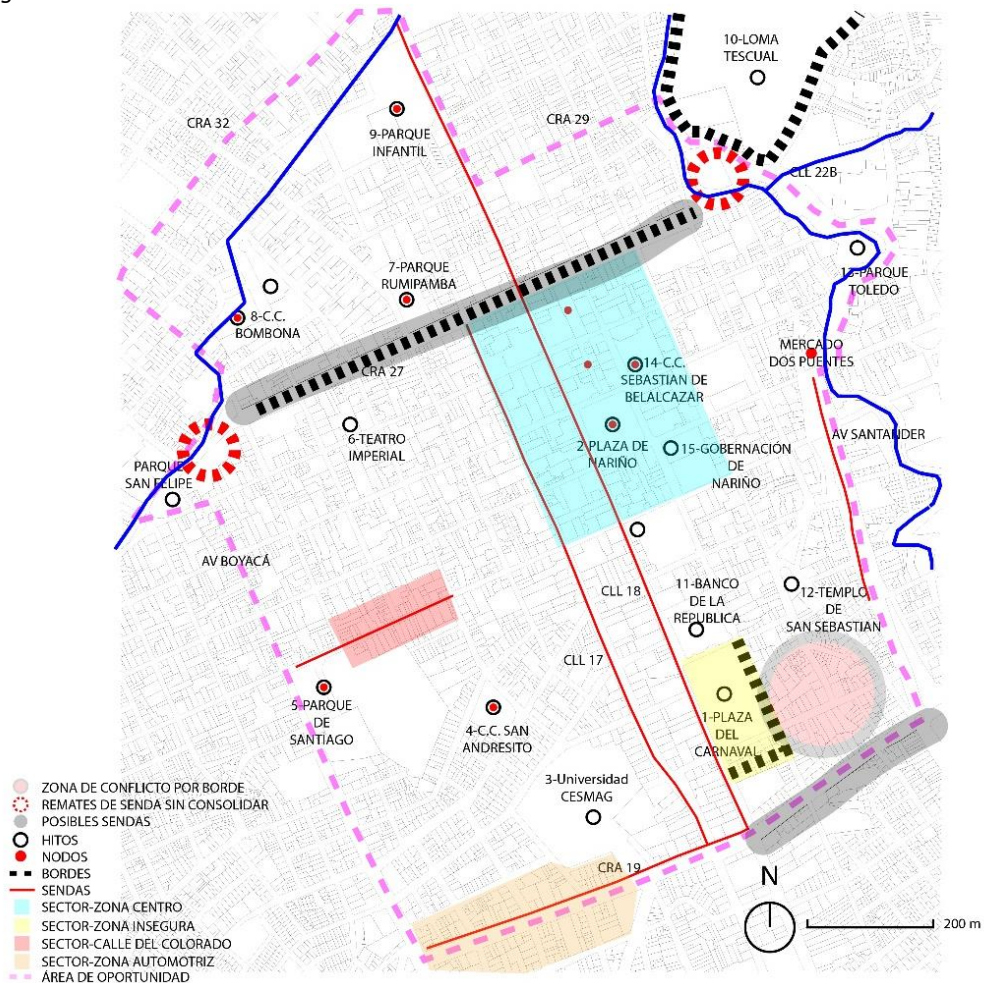 10-LOMA
TESCUAL
CRA 32
9-PARQUE
INFANTIL
CRA 29
CLL 22B
7-PARQUE
RUMIPAMBA
13-PARQUE
TOLEDO
8-C.C.
BOMBONA
MERCADO
DOS PUENTES
CRA 27
14-C.C.
SEBASTIAN DE
BELALCAZAR
6-TEATRO
IMPERIAL
2-PLAZA DE
NARIÑO
15-GOBERNACIÓN
DE
NARIÑO
AV SANTANDER
PARQUE
SAN FELIPE
AV BOYACÁ
CLL 18
11-BANCO
DE LA
REPUBLICA
12-TEMPLO
DE
SAN SEBASTIAN
CLL 17
5-PARQUE
DE
SANTIAGO
4-C.C. SAN
ANDRESITO
1-PLAZA
DEL
CARNAVAL
3-Universidad
CESMAG
CRA 19
N
200 m
ZONA DE CONFLICTO POR BORDE
REMATES DE SENDA SIN CONSOLIDAR
POSIBLES SENDAS
HITOS
NODOS
BORDES
SENDAS
SECTOR-ZONA CENTRO
SECTOR-ZONA INSEGURA
SECTOR-CALLE DEL COLORADO
SECTOR-ZONA AUTOMOTRIZ
ÁREA DE OPORTUNIDAD